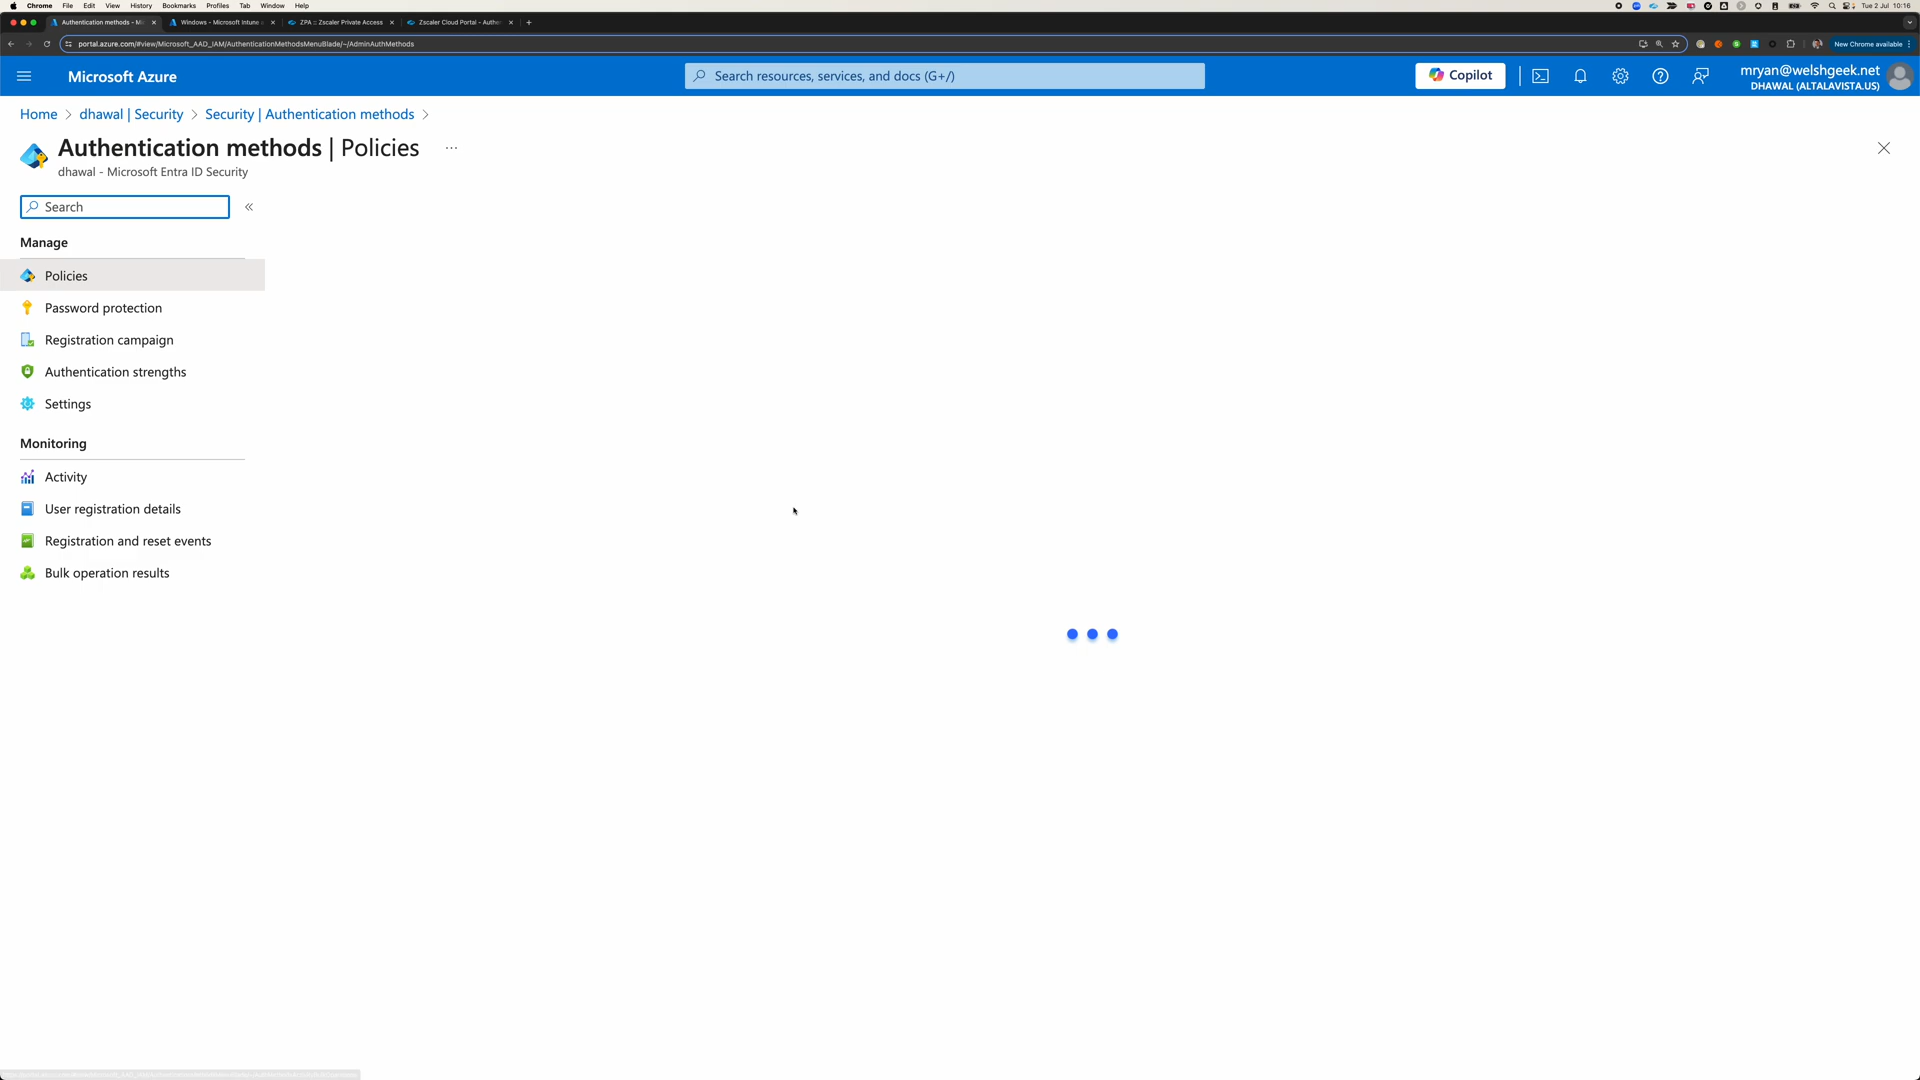 Chrome File Edit View History Bookmarks Profiles Tab Window Help
Tue 2 Jul 10:16
Authentication methods - Mi
Windows - Microsoft Intune
ZPA :: Zscaler Private Access
Zscaler Cloud Portal - Authe
portal.azure.com/#view/Microsoft_AAD_IAM/AuthenticationMethodsMenuBlade/~/AdminAuthMethods
New Chrome available
Microsoft Azure
Search resources, services, and docs (G+/)
Copilot
mryan@welshgeek.net
DHAWAL (ALTALAVISTA.US)
Home > dhawal | Security > Security | Authentication methods >
Authentication methods | Policies ...
dhawal - Microsoft Entra ID Security
Search
Manage
Policies
Password protection
Registration campaign
Authentication strengths
Settings
Monitoring
Activity
User registration details
Registration and reset events
Bulk operation results